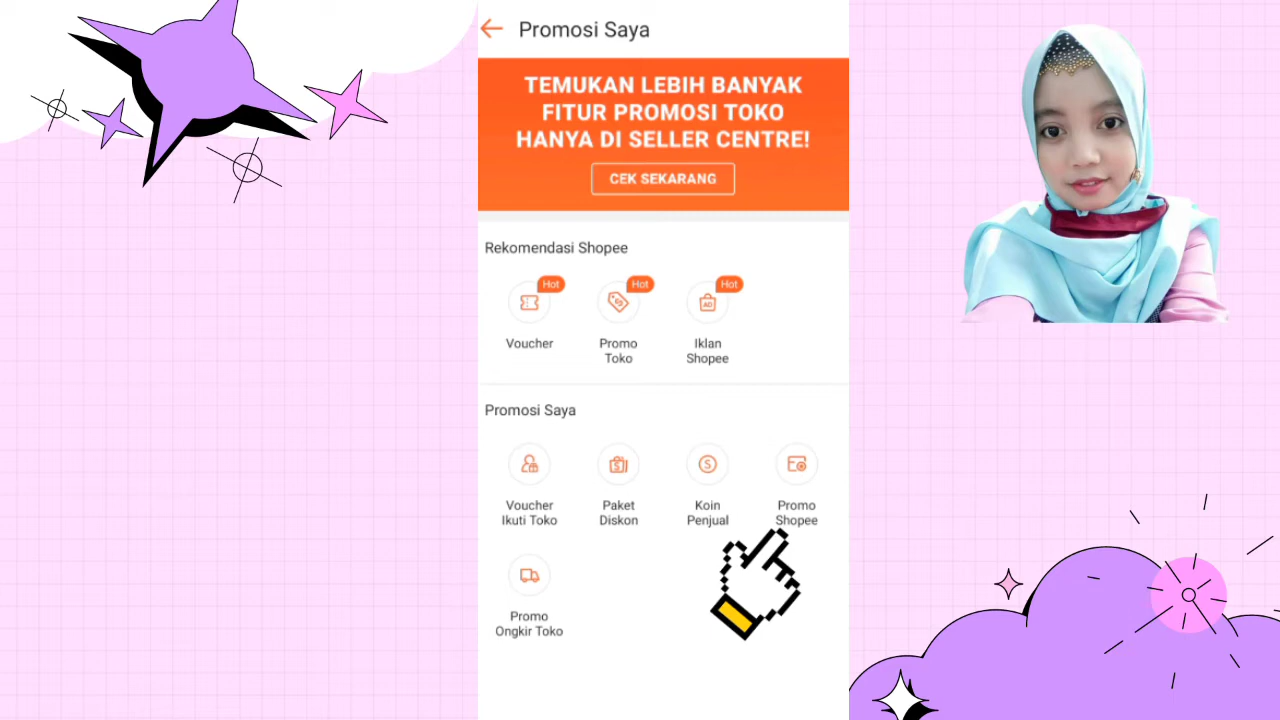 Promosi Saya
TEMUKAN LEBIH BANYAK
FITUR PROMOSI TOKO
HANYA DI SELLER CENTRE!
CEK SEKARANG
Rekomendasi Shopee
Hot
Hot
Hot
Voucher
Promo
Toko
Iklan
Shopee
Promosi Saya
Voucher
Ikuti Toko
Paket
Diskon
Koin
Penjual
Promo
Shopee
Promo
Ongkir Toko